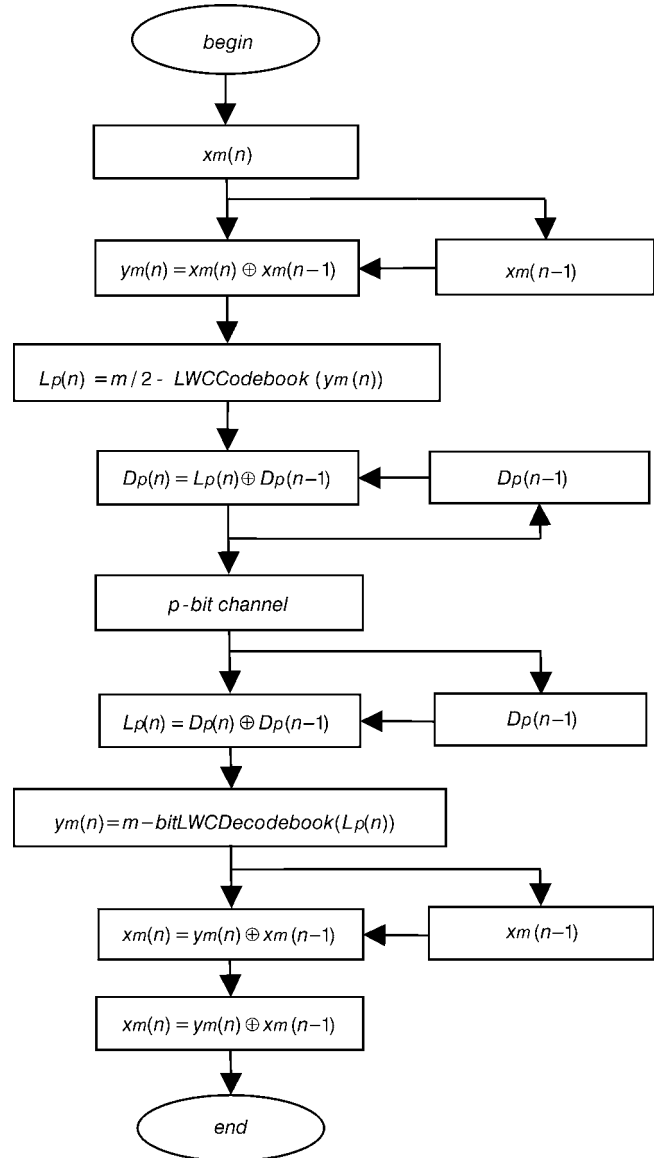 begin
xm(n)
ym(n) = xm(n) ⊕ xm(n−1)
xm(n−1)
Lp(n) = m/2 - LWCCodebook (ym(n))
Dp(n) = Lp(n) ⊕ Dp(n−1)
Dp(n−1)
p-bit channel
Lp(n) = Dp(n) ⊕ Dp(n−1)
Dp(n−1)
ym(n) = m−bitLWCDecodebook(Lp(n))
xm(n) = ym(n) ⊕ xm(n−1)
xm(n−1)
xm(n) = ym(n) ⊕ xm(n−1)
end